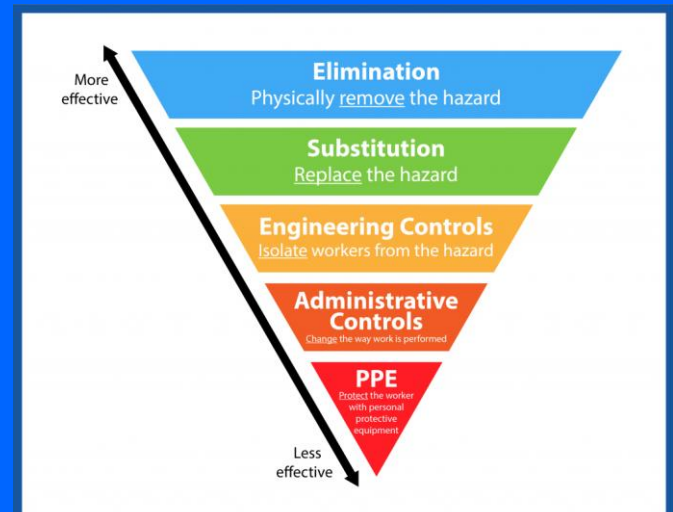 More
effective
Elimination
Physically remove the hazard
Substitution
Replace the hazard
Engineering Controls
Isolate workers from the hazard
Administrative
Controls
Change the way work is performed
PPE
Protect the worker
with personal
protective
equipment
Less
effective